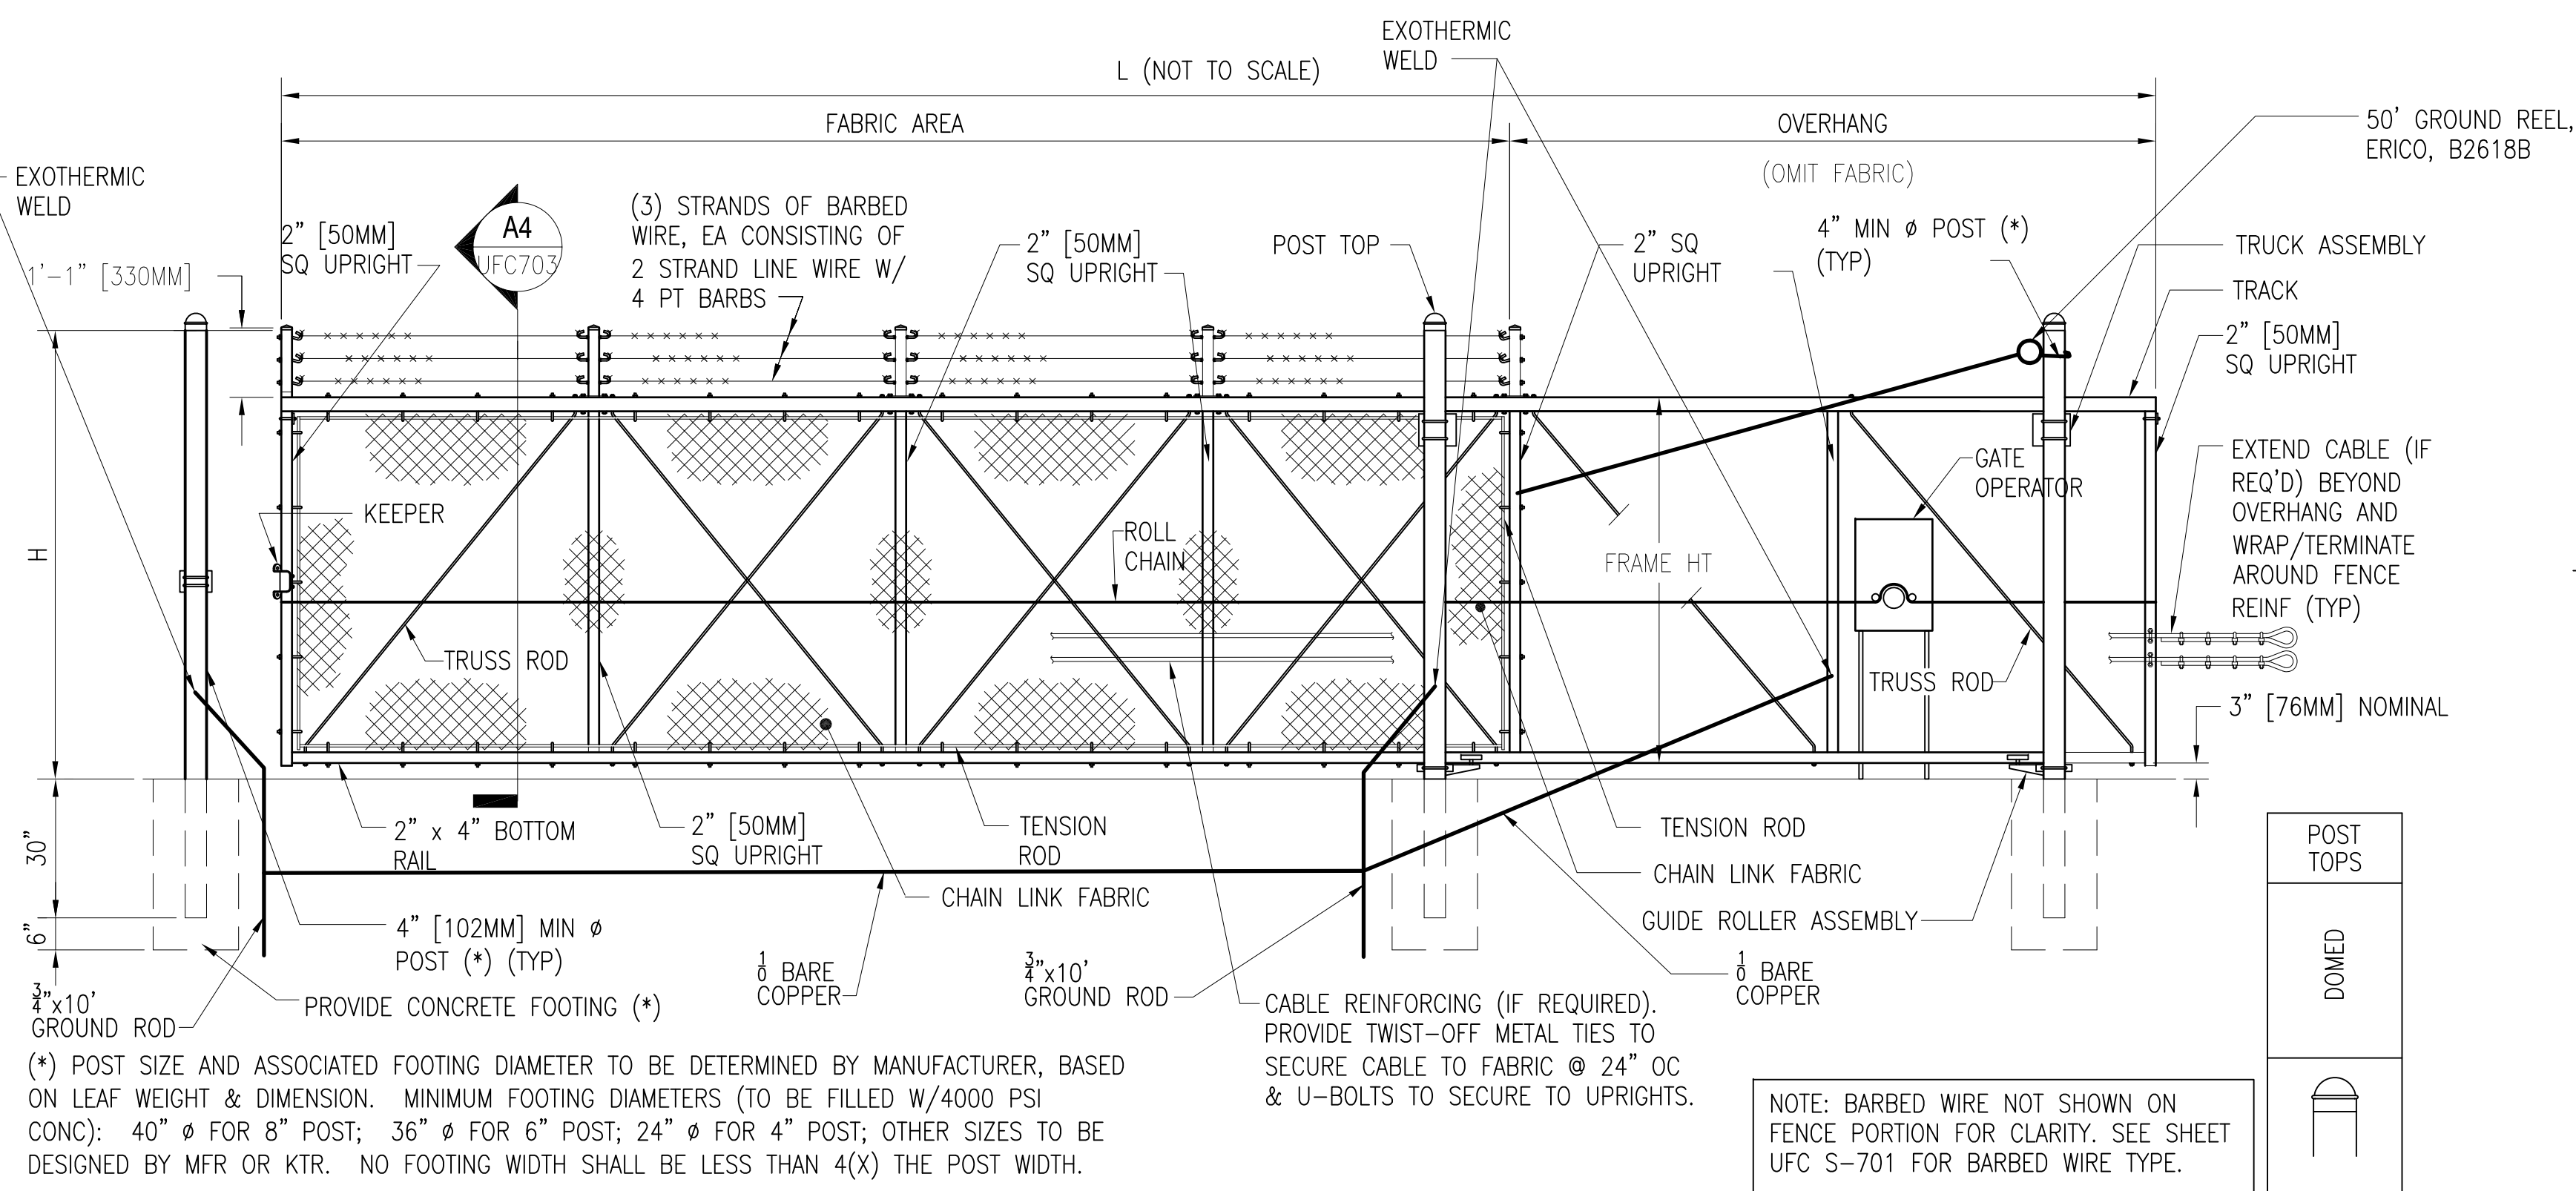 EXOTHERMIC
WELD
L (NOT TO SCALE)
FABRIC AREA
OVERHANG
(OMIT FABRIC)
50' GROUND REEL,
ERICO, B2618B
EXOTHERMIC
WELD
1'-1" [330MM]
2" [50MM]
SQ UPRIGHT
A4
UFC703
(3) STRANDS OF BARBED
WIRE, EA CONSISTING OF
2 STRAND LINE WIRE W/
4 PT BARBS
2" [50MM]
SQ UPRIGHT
POST TOP
2" SQ
UPRIGHT
4" MIN ø POST (*)
(TYP)
TRUCK ASSEMBLY
TRACK
2" [50MM]
SQ UPRIGHT
KEEPER
ROLL
CHAIN
GATE
OPERATOR
FRAME HT
EXTEND CABLE (IF
REQ'D) BEYOND
OVERHANG AND
WRAP/TERMINATE
AROUND FENCE
REINF (TYP)
H
TRUSS ROD
TRUSS ROD
3" [76MM] NOMINAL
30"
6"
2" x 4" BOTTOM
RAIL
2" [50MM]
SQ UPRIGHT
TENSION
ROD
CHAIN LINK FABRIC
TENSION ROD
CHAIN LINK FABRIC
GUIDE ROLLER ASSEMBLY
4" [102MM] MIN ø
POST (*) (TYP)
1/0 BARE
COPPER
3/4"x10'
GROUND ROD
1/0 BARE
COPPER
3/4"x10'
GROUND ROD
PROVIDE CONCRETE FOOTING (*)
CABLE REINFORCING (IF REQUIRED).
PROVIDE TWIST-OFF METAL TIES TO
SECURE CABLE TO FABRIC @ 24" OC
& U-BOLTS TO SECURE TO UPRIGHTS.
(*) POST SIZE AND ASSOCIATED FOOTING DIAMETER TO BE DETERMINED BY MANUFACTURER, BASED
ON LEAF WEIGHT & DIMENSION. MINIMUM FOOTING DIAMETERS (TO BE FILLED W/4000 PSI
CONC): 40" ø FOR 8" POST; 36" ø FOR 6" POST; 24" ø FOR 4" POST; OTHER SIZES TO BE
DESIGNED BY MFR OR KTR. NO FOOTING WIDTH SHALL BE LESS THAN 4(X) THE POST WIDTH.
NOTE: BARBED WIRE NOT SHOWN ON
FENCE PORTION FOR CLARITY. SEE SHEET
UFC S-701 FOR BARBED WIRE TYPE.
POST
TOPS
DOMED